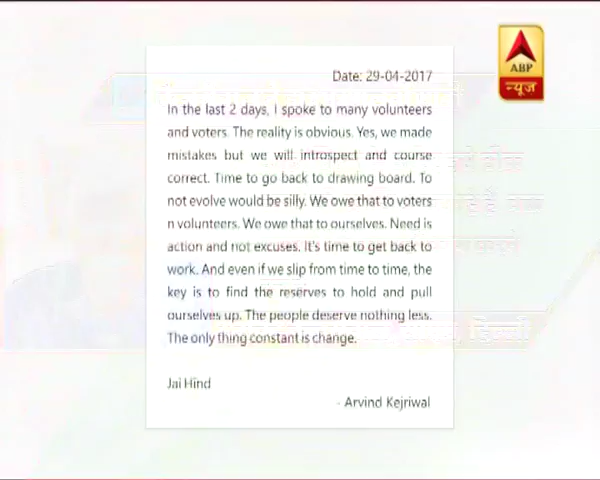 ABP
न्यूज़
Date: 29-04-2017
In the last 2 days, I spoke to many volunteers
and voters. The reality is obvious. Yes, we made
mistakes but we will introspect and course
correct. Time to go back to drawing board. To
not evolve would be silly. We owe that to voters
n volunteers. We owe that to ourselves. Need is
action and not excuses. It's time to get back to
work. And even if we slip from time to time, the
key is to find the reserves to hold and pull
ourselves up. The people deserve nothing less.
The only thing constant is change.
Jai Hind
- Arvind Kejriwal